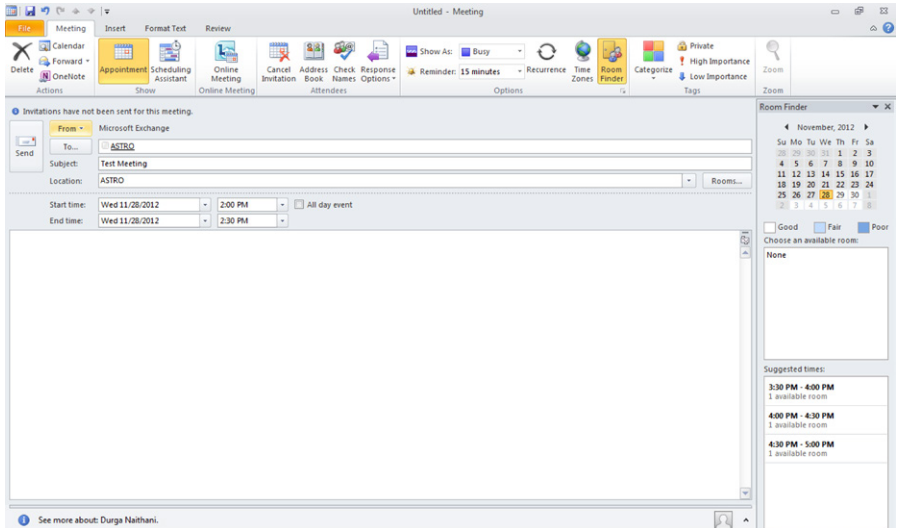 Untitled - Meeting
File Meeting Insert Format Text Review
Delete
Calendar
Forward
OneNote
Actions
Appointment
Scheduling Assistant
Show
Online Meeting
Online Meeting
Cancel Invitation
Address Book
Check Names
Response Options
Attendees
Show As: Busy
Reminder: 15 minutes
Recurrence
Time Zones
Room Finder
Options
Categorize
Private
High Importance
Low Importance
Tags
Zoom
Zoom
Invitations have not been sent for this meeting.
Send
From Microsoft Exchange
To... ASTRO
Subject: Test Meeting
Location: ASTRO Rooms...
Start time: Wed 11/28/2012 2:00 PM All day event
End time: Wed 11/28/2012 2:30 PM
Room Finder
November, 2012
Su Mo Tu We Th Fr Sa
28 29 30 31 1 2 3
4 5 6 7 8 9 10
11 12 13 14 15 16 17
18 19 20 21 22 23 24
25 26 27 28 29 30 1
2 3 4 5 6 7 8
Good Fair Poor
Choose an available room:
None
Suggested times:
3:30 PM - 4:00 PM
1 available room
4:00 PM - 4:30 PM
1 available room
4:30 PM - 5:00 PM
1 available room
See more about: Durga Naithani.